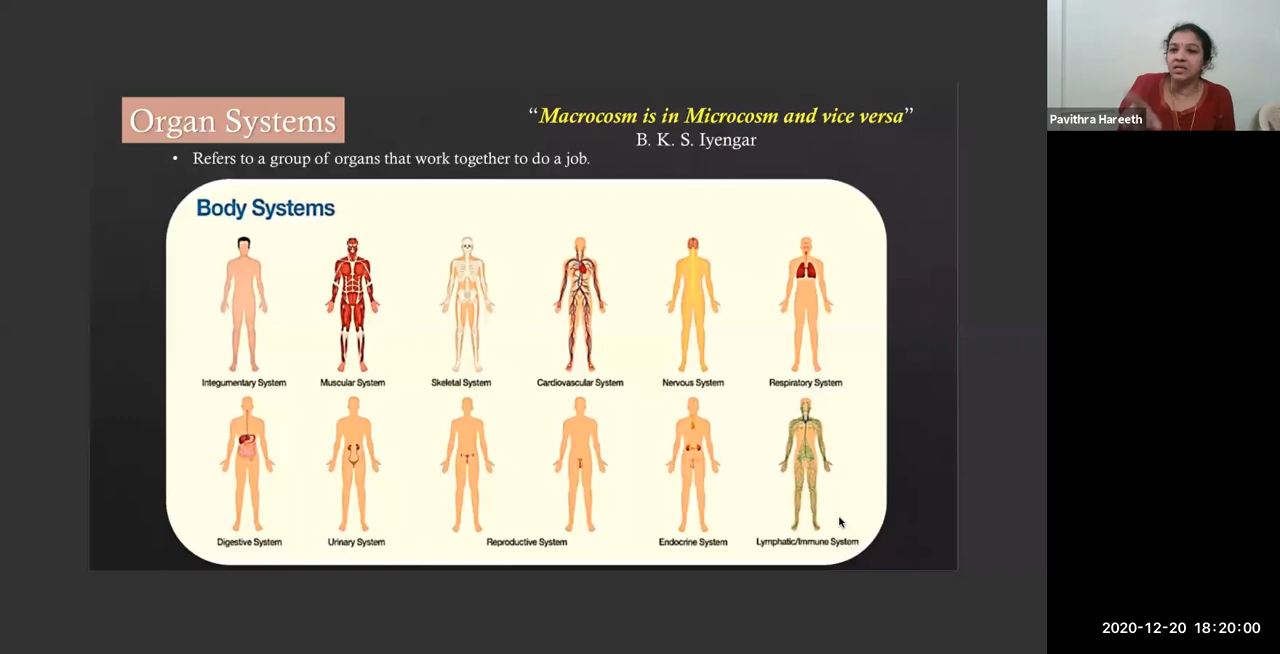 Organ Systems
“Macrocosm is in Microcosm and vice versa”
B. K. S. Iyengar
• Refers to a group of organs that work together to do a job.
Body Systems
Integumentary System
Muscular System
Skeletal System
Cardiovascular System
Nervous System
Respiratory System
Digestive System
Urinary System
Reproductive System
Endocrine System
Lymphatic/Immune System
Pavithra Hareeth
2020-12-20 18:20:00